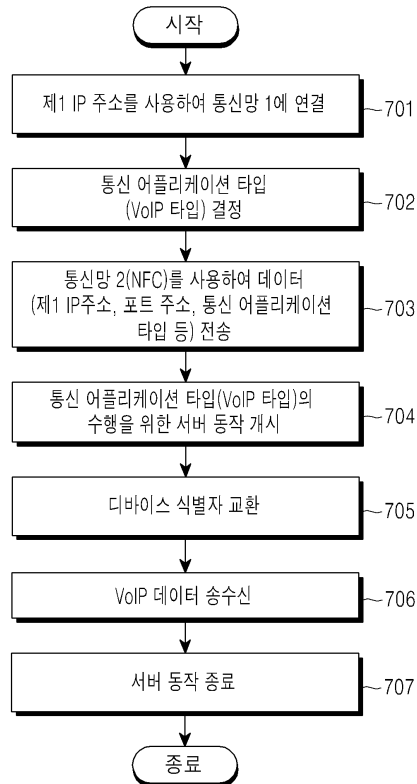 시작
제1 IP 주소를 사용하여 통신망 1에 연결
701
통신 어플리케이션 타입
(VoIP 타입) 결정
702
통신망 2(NFC)를 사용하여 데이터
(제1 IP주소, 포트 주소, 통신 어플리케이션
타입 등) 전송
703
통신 어플리케이션 타입(VoIP 타입)의
수행을 위한 서버 동작 개시
704
디바이스 식별자 교환
705
VoIP 데이터 송수신
706
서버 동작 종료
707
종료